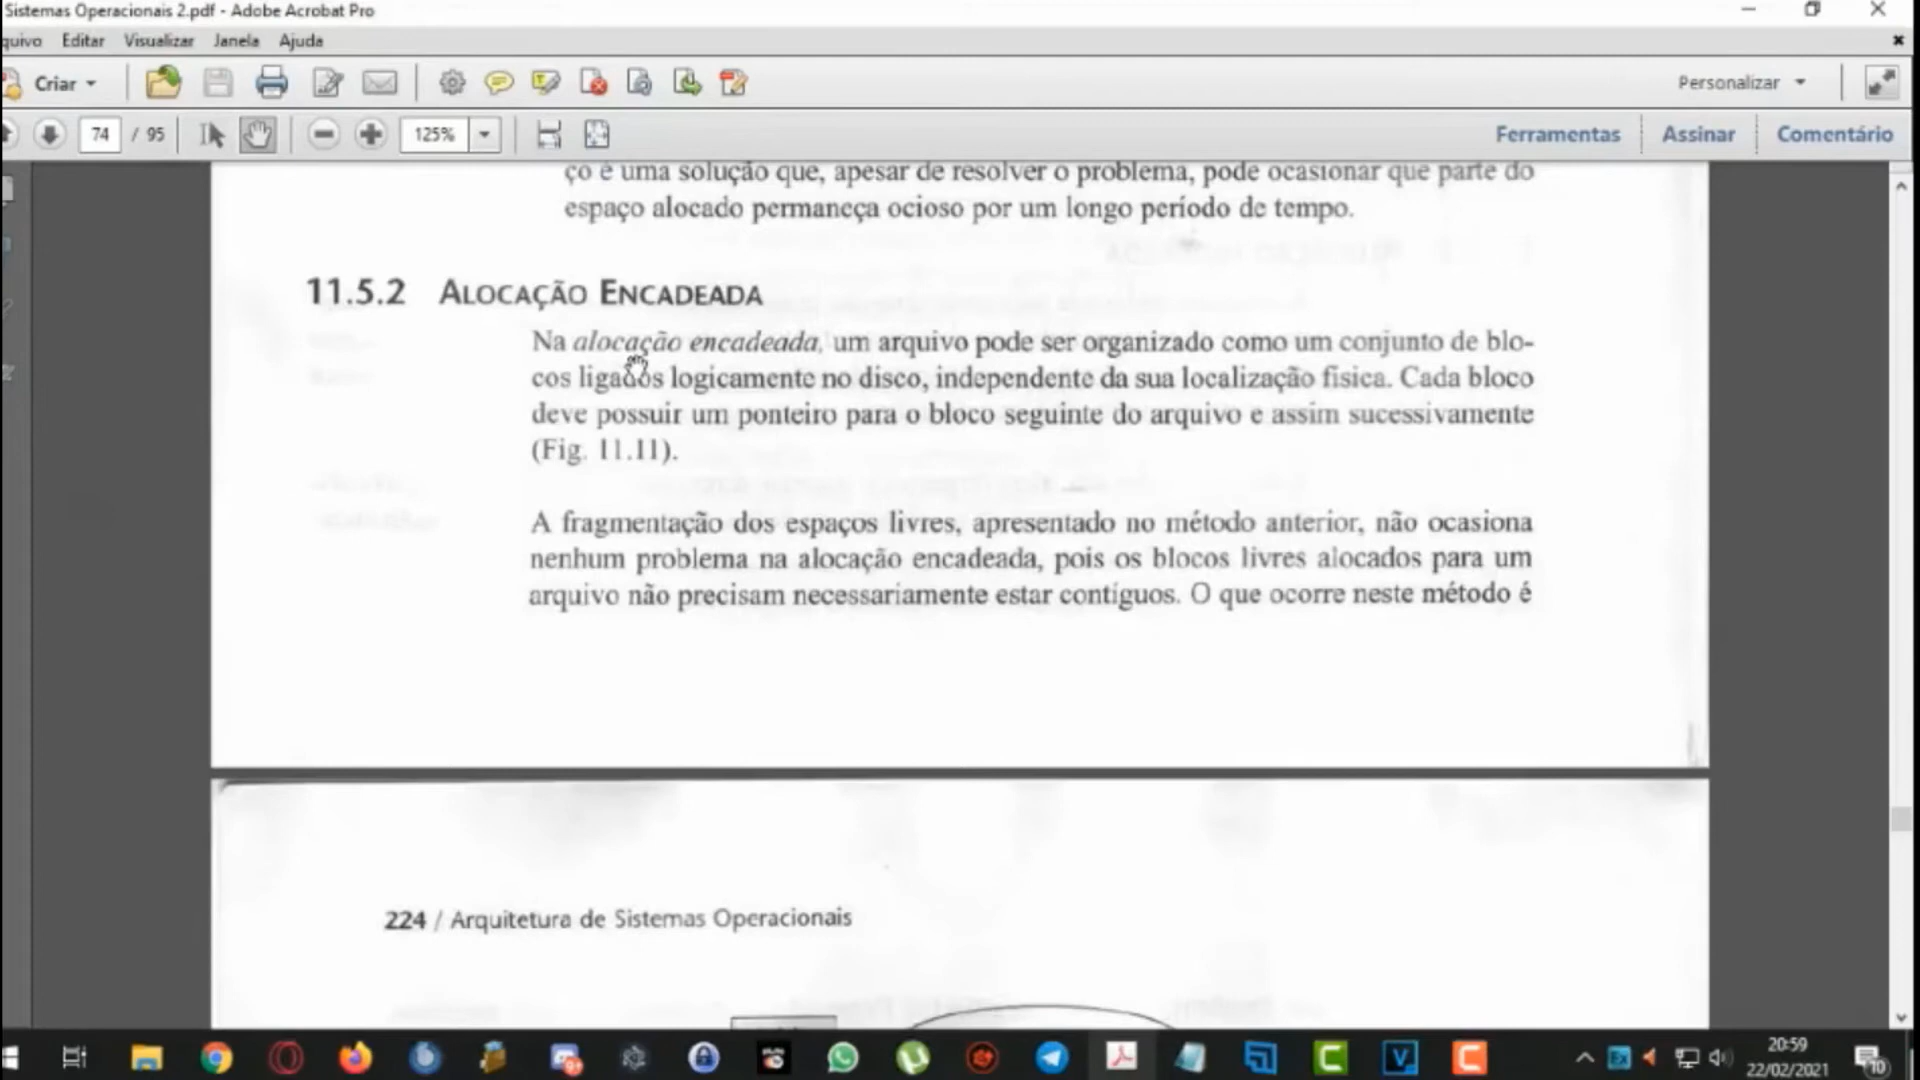 Sistemas Operacionais 2.pdf - Adobe Acrobat Pro
quivo Editar Visualizar Janela Ajuda
Criar
Personalizar
74 / 95
125%
Ferramentas
Assinar
Comentário
ço é uma solução que, apesar de resolver o problema, pode ocasionar que parte do
espaço alocado permaneça ocioso por um longo período de tempo.
11.5.2 ALOCAÇÃO ENCADEADA
Na alocação encadeada, um arquivo pode ser organizado como um conjunto de blo-
cos ligados logicamente no disco, independente da sua localização física. Cada bloco
deve possuir um ponteiro para o bloco seguinte do arquivo e assim sucessivamente
(Fig. 11.11).
A fragmentação dos espaços livres, apresentado no método anterior, não ocasiona
nenhum problema na alocação encadeada, pois os blocos livres alocados para um
arquivo não precisam necessariamente estar contíguos. O que ocorre neste método é
224 / Arquitetura de Sistemas Operacionais
20:59
22/02/2021
10